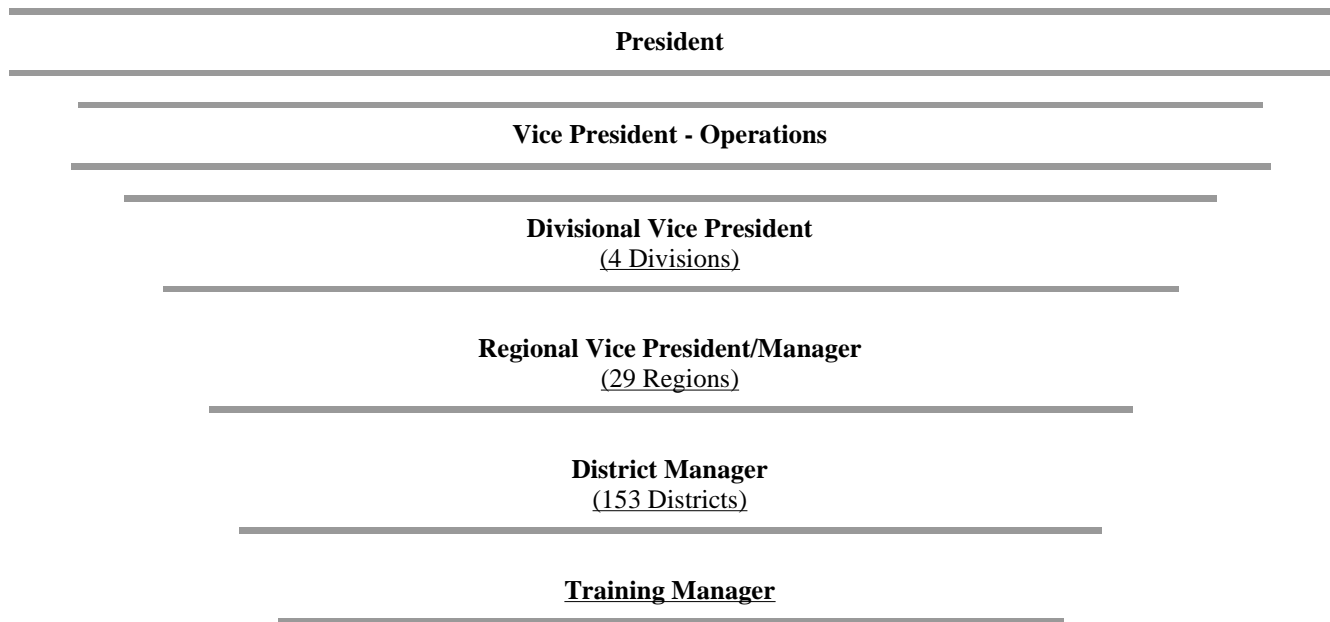 President
Vice President - Operations
Divisional Vice President
(4 Divisions)
Regional Vice President/Manager
(29 Regions)
District Manager
(153 Districts)
Training Manager